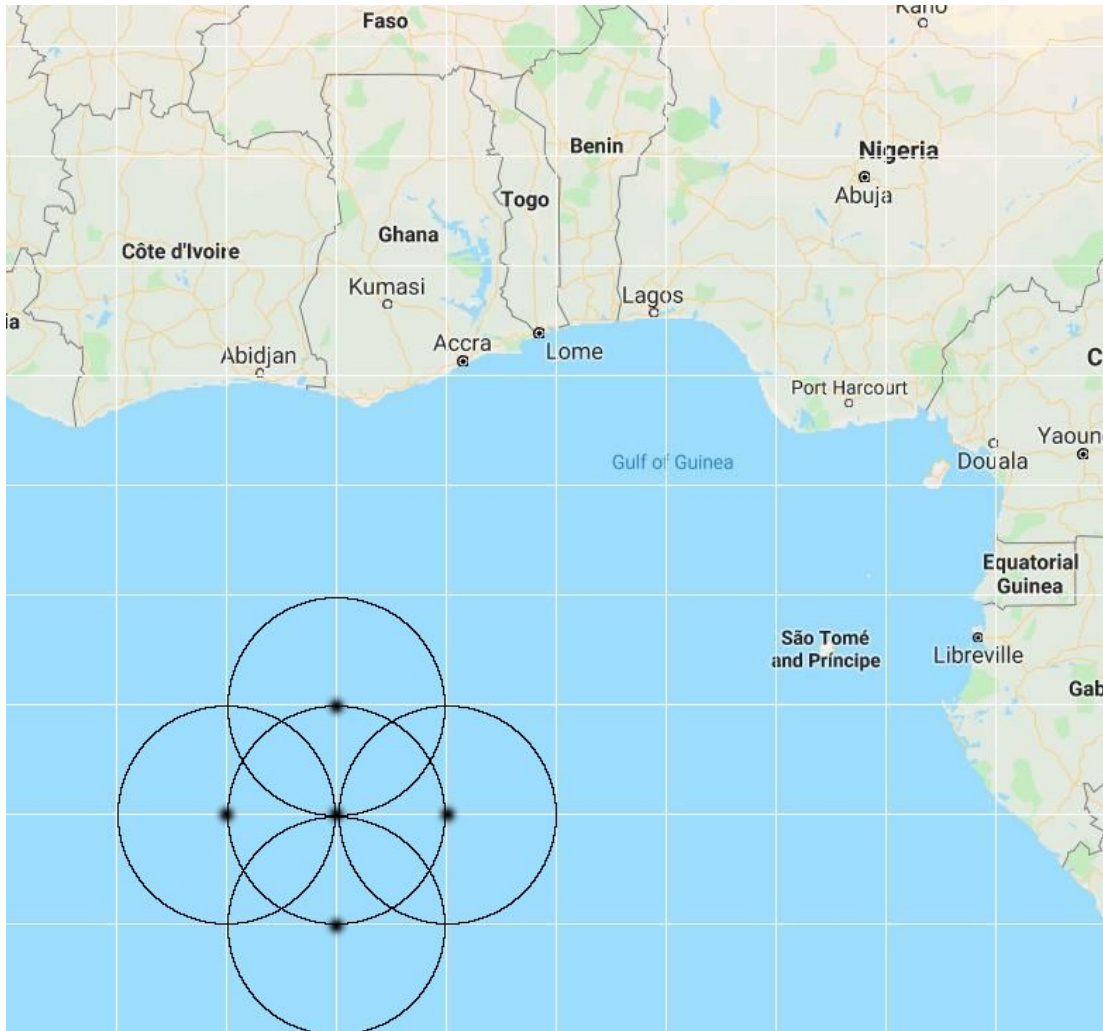 Faso
Kano
Benin
Nigeria
Abuja
Togo
Ghana
Côte d'Ivoire
Kumasi
Lagos
ia
Abidjan
Accra
Lome
C
Port Harcourt
Gulf of Guinea
Douala
Yaoun
Equatorial
Guinea
São Tomé
and Príncipe
Libreville
Gab